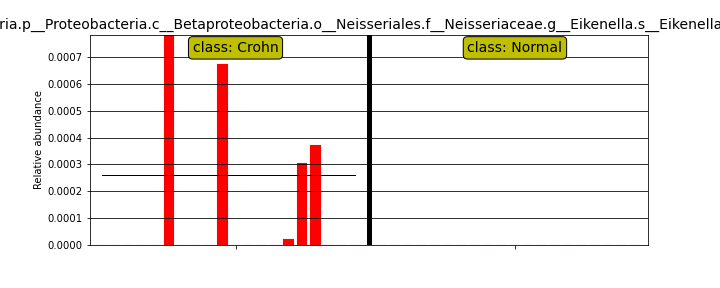 ria.p__Proteobacteria.c__Betaproteobacteria.o__Neisseriales.f__Neisseriaceae.g__Eikenella.s__Eikenella
class: Crohn
class: Normal
0.0007
0.0006
0.0005
0.0004
0.0003
0.0002
0.0001
0.0000
Relative abundance